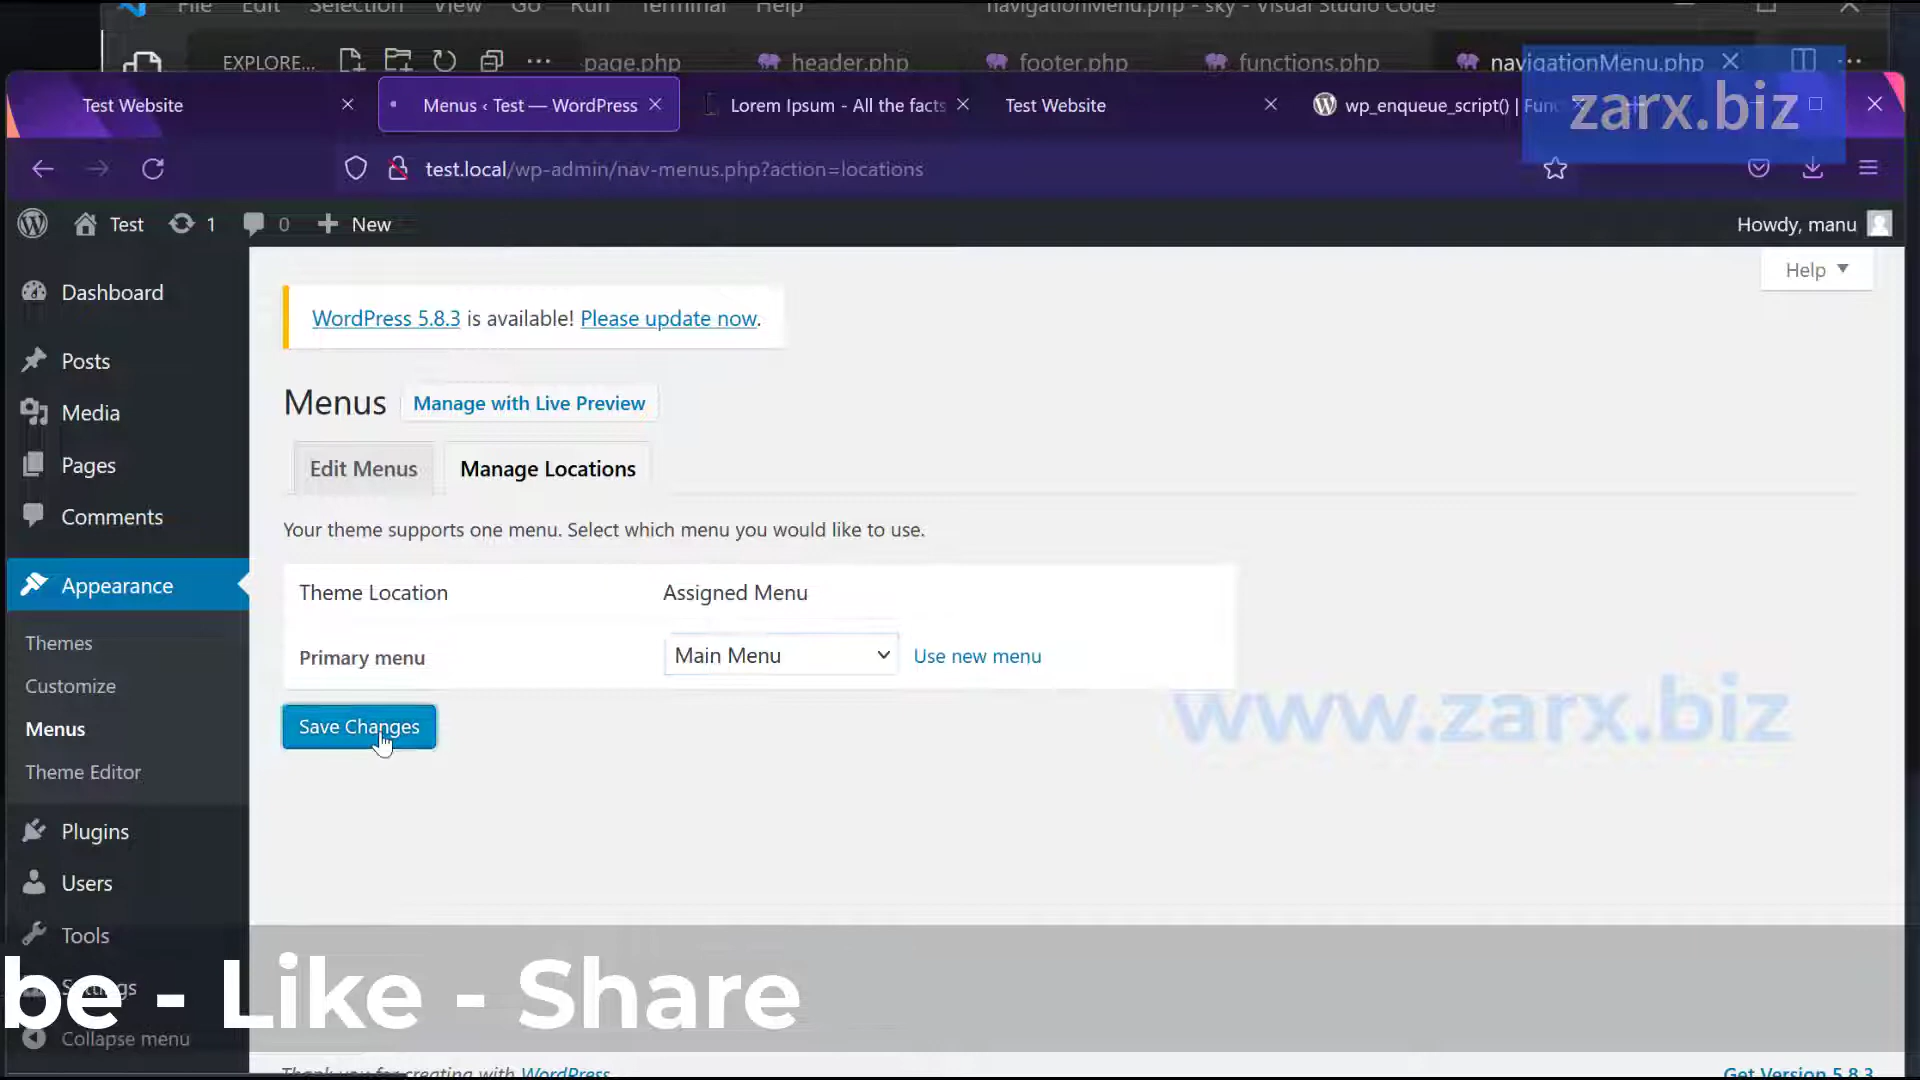 File Edit Selection View Go Run Terminal Help navigationMenu.php - sky - Visual Studio Code
EXPLORE... page.php header.php footer.php functions.php navigationMenu.php
zarx.biz
Test Website Menus ‹ Test — WordPress Lorem Ipsum - All the facts Test Website wp_enqueue_script() |
test.local/wp-admin/nav-menus.php?action=locations
Test 1 0 + New Howdy, manu
Help
Dashboard
Posts
Media
Pages
Comments
Appearance
Themes
Customize
Menus
Theme Editor
Plugins
Users
Tools
Settings
Collapse menu
WordPress 5.8.3 is available! Please update now.
Menus Manage with Live Preview
Edit Menus Manage Locations
Your theme supports one menu. Select which menu you would like to use.
Theme Location Assigned Menu
Primary menu Main Menu Use new menu
Save Changes
www.zarx.biz
be - Like - Share
Thank you for creating with WordPress
Get Version 5.8.3